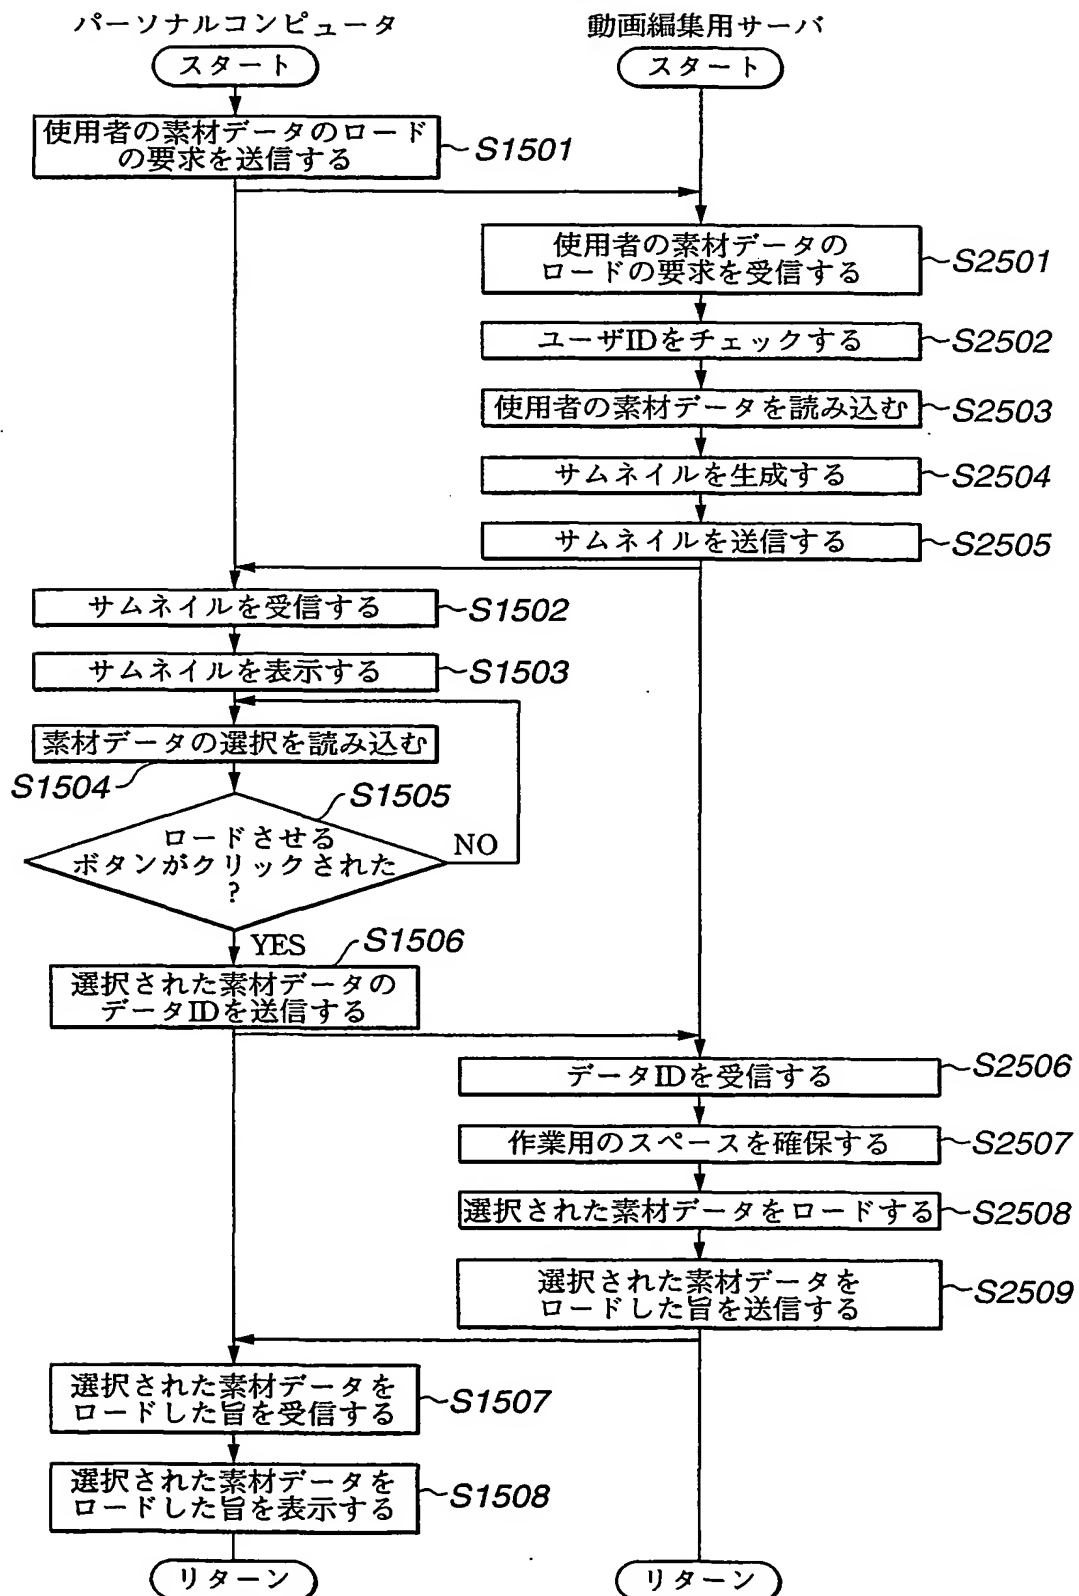 パーソナルコンピュータ
動画編集用サーバ
スタート
スタート
使用者の素材データのロード
の要求を送信する
S1501
使用者の素材データの
ロードの要求を受信する
S2501
ユーザIDをチェックする
S2502
使用者の素材データを読み込む
S2503
サムネイルを生成する
S2504
サムネイルを送信する
S2505
サムネイルを受信する
S1502
サムネイルを表示する
S1503
素材データの選択を読み込む
S1504
S1505
ロードさせる
ボタンがクリックされた
?
NO
YES
S1506
選択された素材データの
データIDを送信する
データIDを受信する
S2506
作業用のスペースを確保する
S2507
選択された素材データをロードする
S2508
選択された素材データを
ロードした旨を送信する
S2509
選択された素材データを
ロードした旨を受信する
S1507
選択された素材データを
ロードした旨を表示する
S1508
リターン
リターン